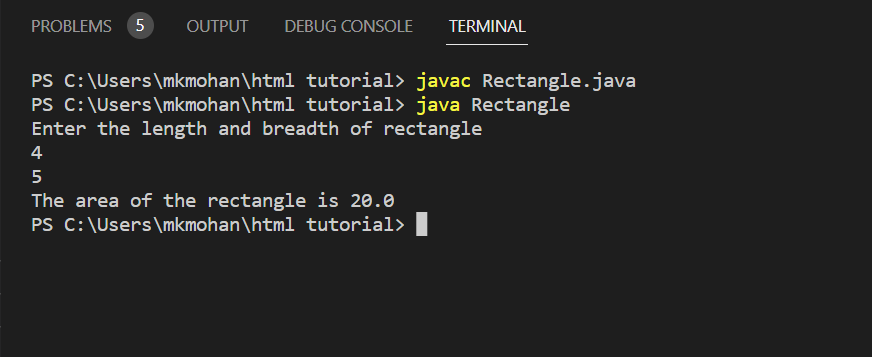 PROBLEMS 5 OUTPUT DEBUG CONSOLE TERMINAL
PS C:\Users\mkmohan\html tutorial> javac Rectangle.java
PS C:\Users\mkmohan\html tutorial> java Rectangle
Enter the length and breadth of rectangle
4
5
The area of the rectangle is 20.0
PS C:\Users\mkmohan\html tutorial>